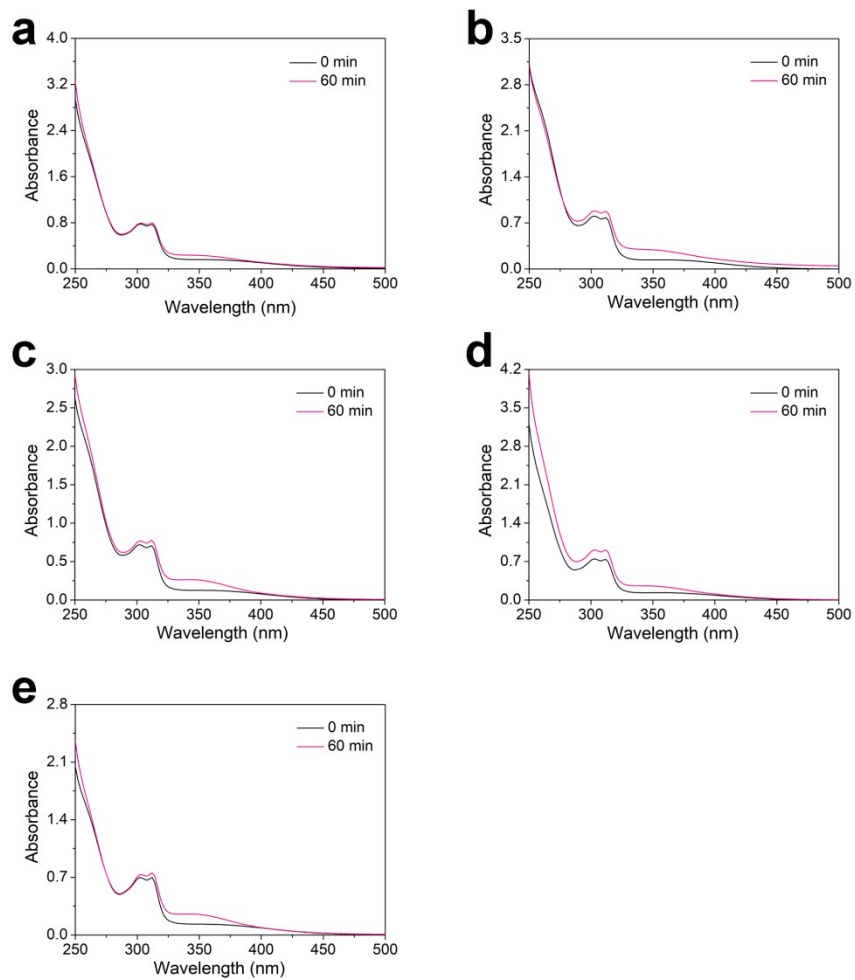 a
4.0
3.2
2.4
1.6
0.8
0.0
Absorbance
0 min
60 min
250 300 350 400 450 500
Wavelength (nm)
b
3.5
2.8
2.1
1.4
0.7
0.0
Absorbance
0 min
60 min
250 300 350 400 450 500
Wavelength (nm)
c
3.0
2.5
2.0
1.5
1.0
0.5
0.0
Absorbance
0 min
60 min
250 300 350 400 450 500
Wavelength (nm)
d
4.2
3.5
2.8
2.1
1.4
0.7
0.0
Absorbance
0 min
60 min
250 300 350 400 450 500
Wavelength (nm)
e
2.8
2.1
1.4
0.7
0.0
Absorbance
0 min
60 min
250 300 350 400 450 500
Wavelength (nm)